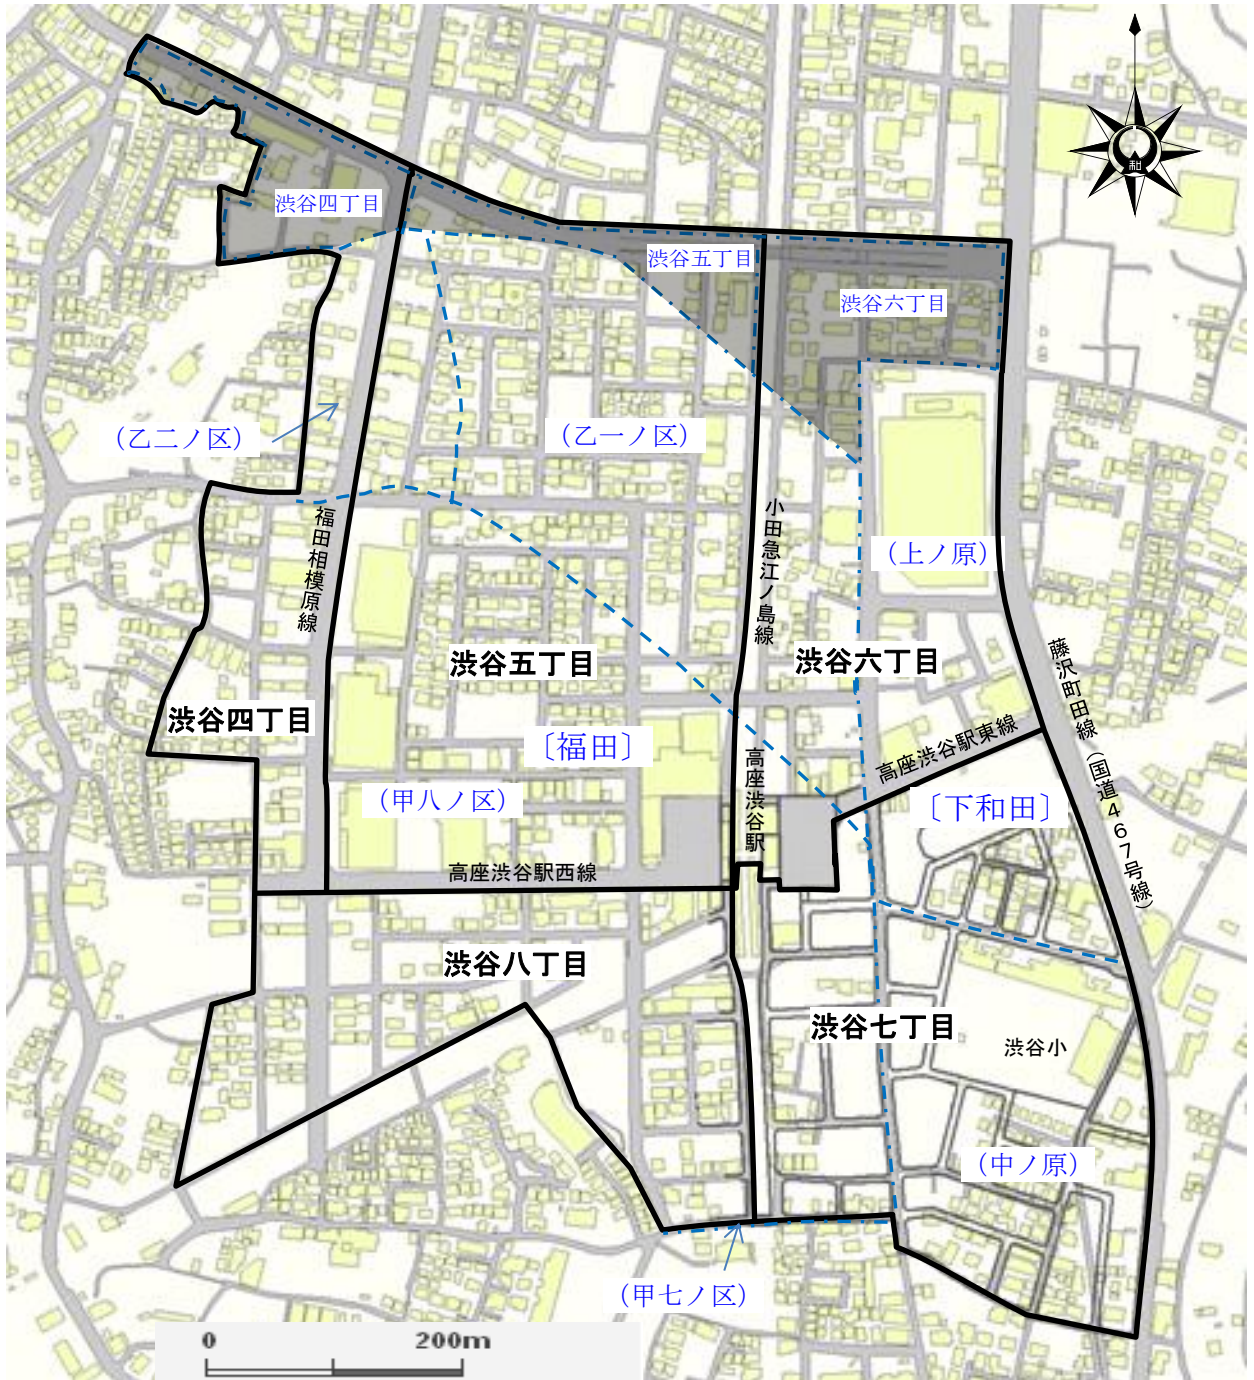 和
渋谷四丁目
渋谷五丁目
渋谷六丁目
(乙二ノ区)
(乙一ノ区)
福田相模原線
小田急江ノ島線
(上ノ原)
渋谷五丁目
渋谷六丁目
藤沢町田線(国道467号線)
渋谷四丁目
〔福田〕
高座渋谷駅東線
高座渋谷駅
(甲八ノ区)
〔下和田〕
高座渋谷駅西線
渋谷八丁目
渋谷七丁目
渋谷小
(中ノ原)
(甲七ノ区)
0 200m